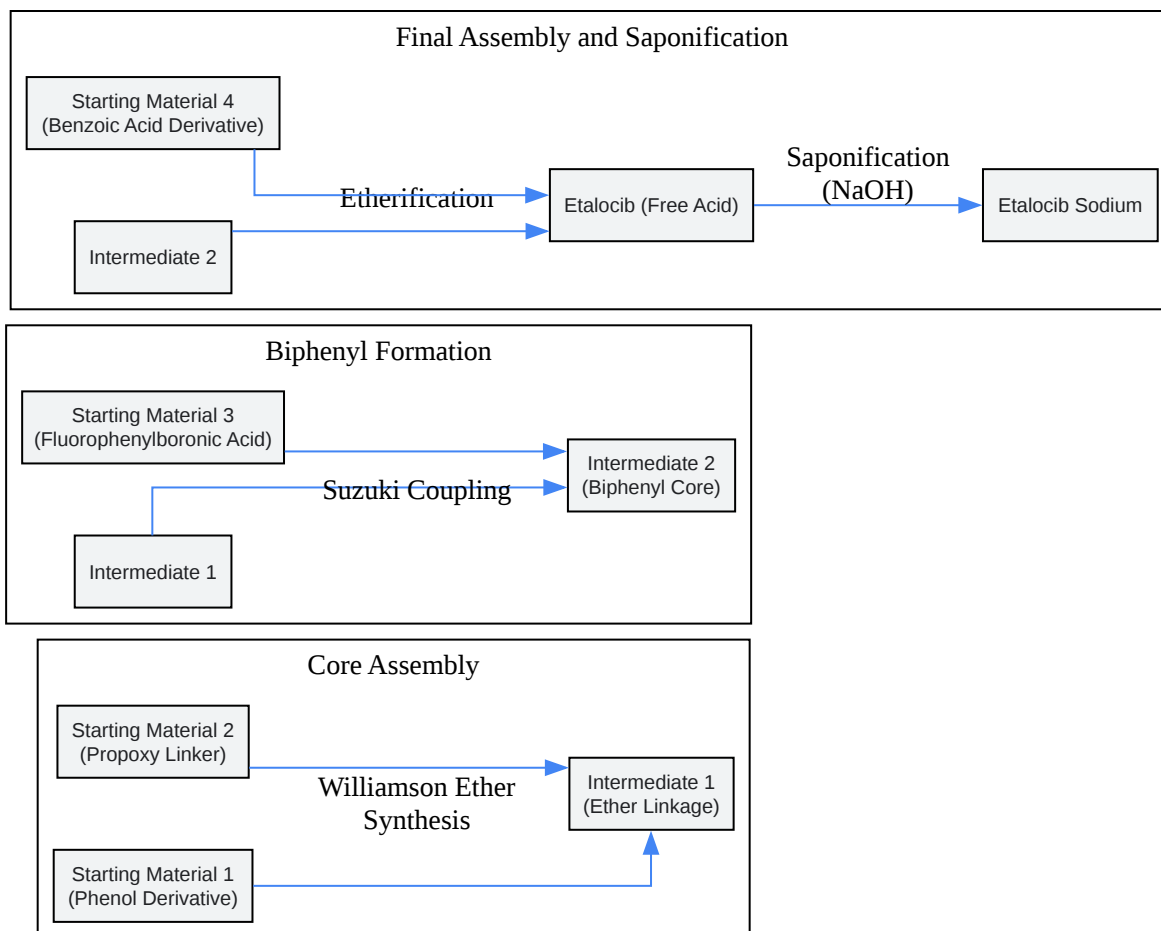 Final Assembly and Saponification
Starting Material 4
(Benzoic Acid Derivative)
Etherification
Intermediate 2
Etalocib (Free Acid)
Saponification
(NaOH)
Etalocib Sodium
Biphenyl Formation
Starting Material 3
(Fluorophenylboronic Acid)
Suzuki Coupling
Intermediate 1
Intermediate 2
(Biphenyl Core)
Core Assembly
Starting Material 2
(Propoxy Linker)
Williamson Ether
Synthesis
Intermediate 1
(Ether Linkage)
Starting Material 1
(Phenol Derivative)